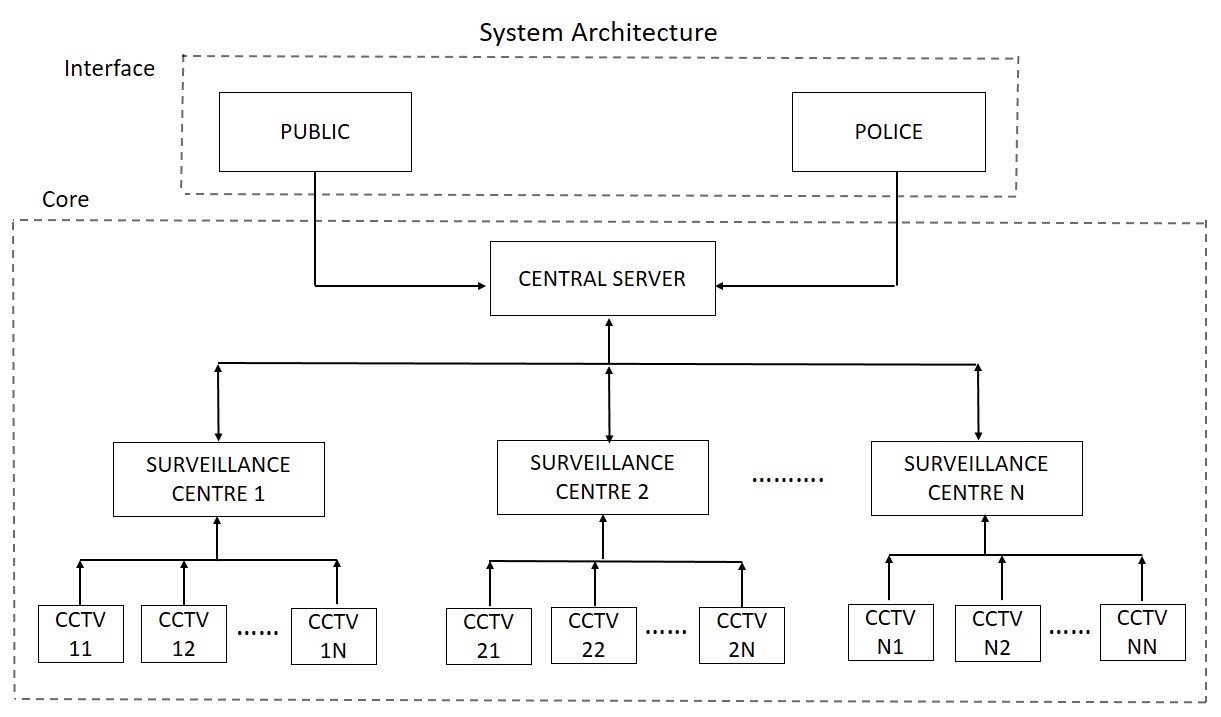 System Architecture
Interface
PUBLIC
POLICE
Core
CENTRAL SERVER
SURVEILLANCE
CENTRE 1
SURVEILLANCE
CENTRE 2
..........
SURVEILLANCE
CENTRE N
CCTV
11
CCTV
12
......
CCTV
1N
CCTV
21
CCTV
22
......
CCTV
2N
CCTV
N1
CCTV
N2
......
CCTV
NN